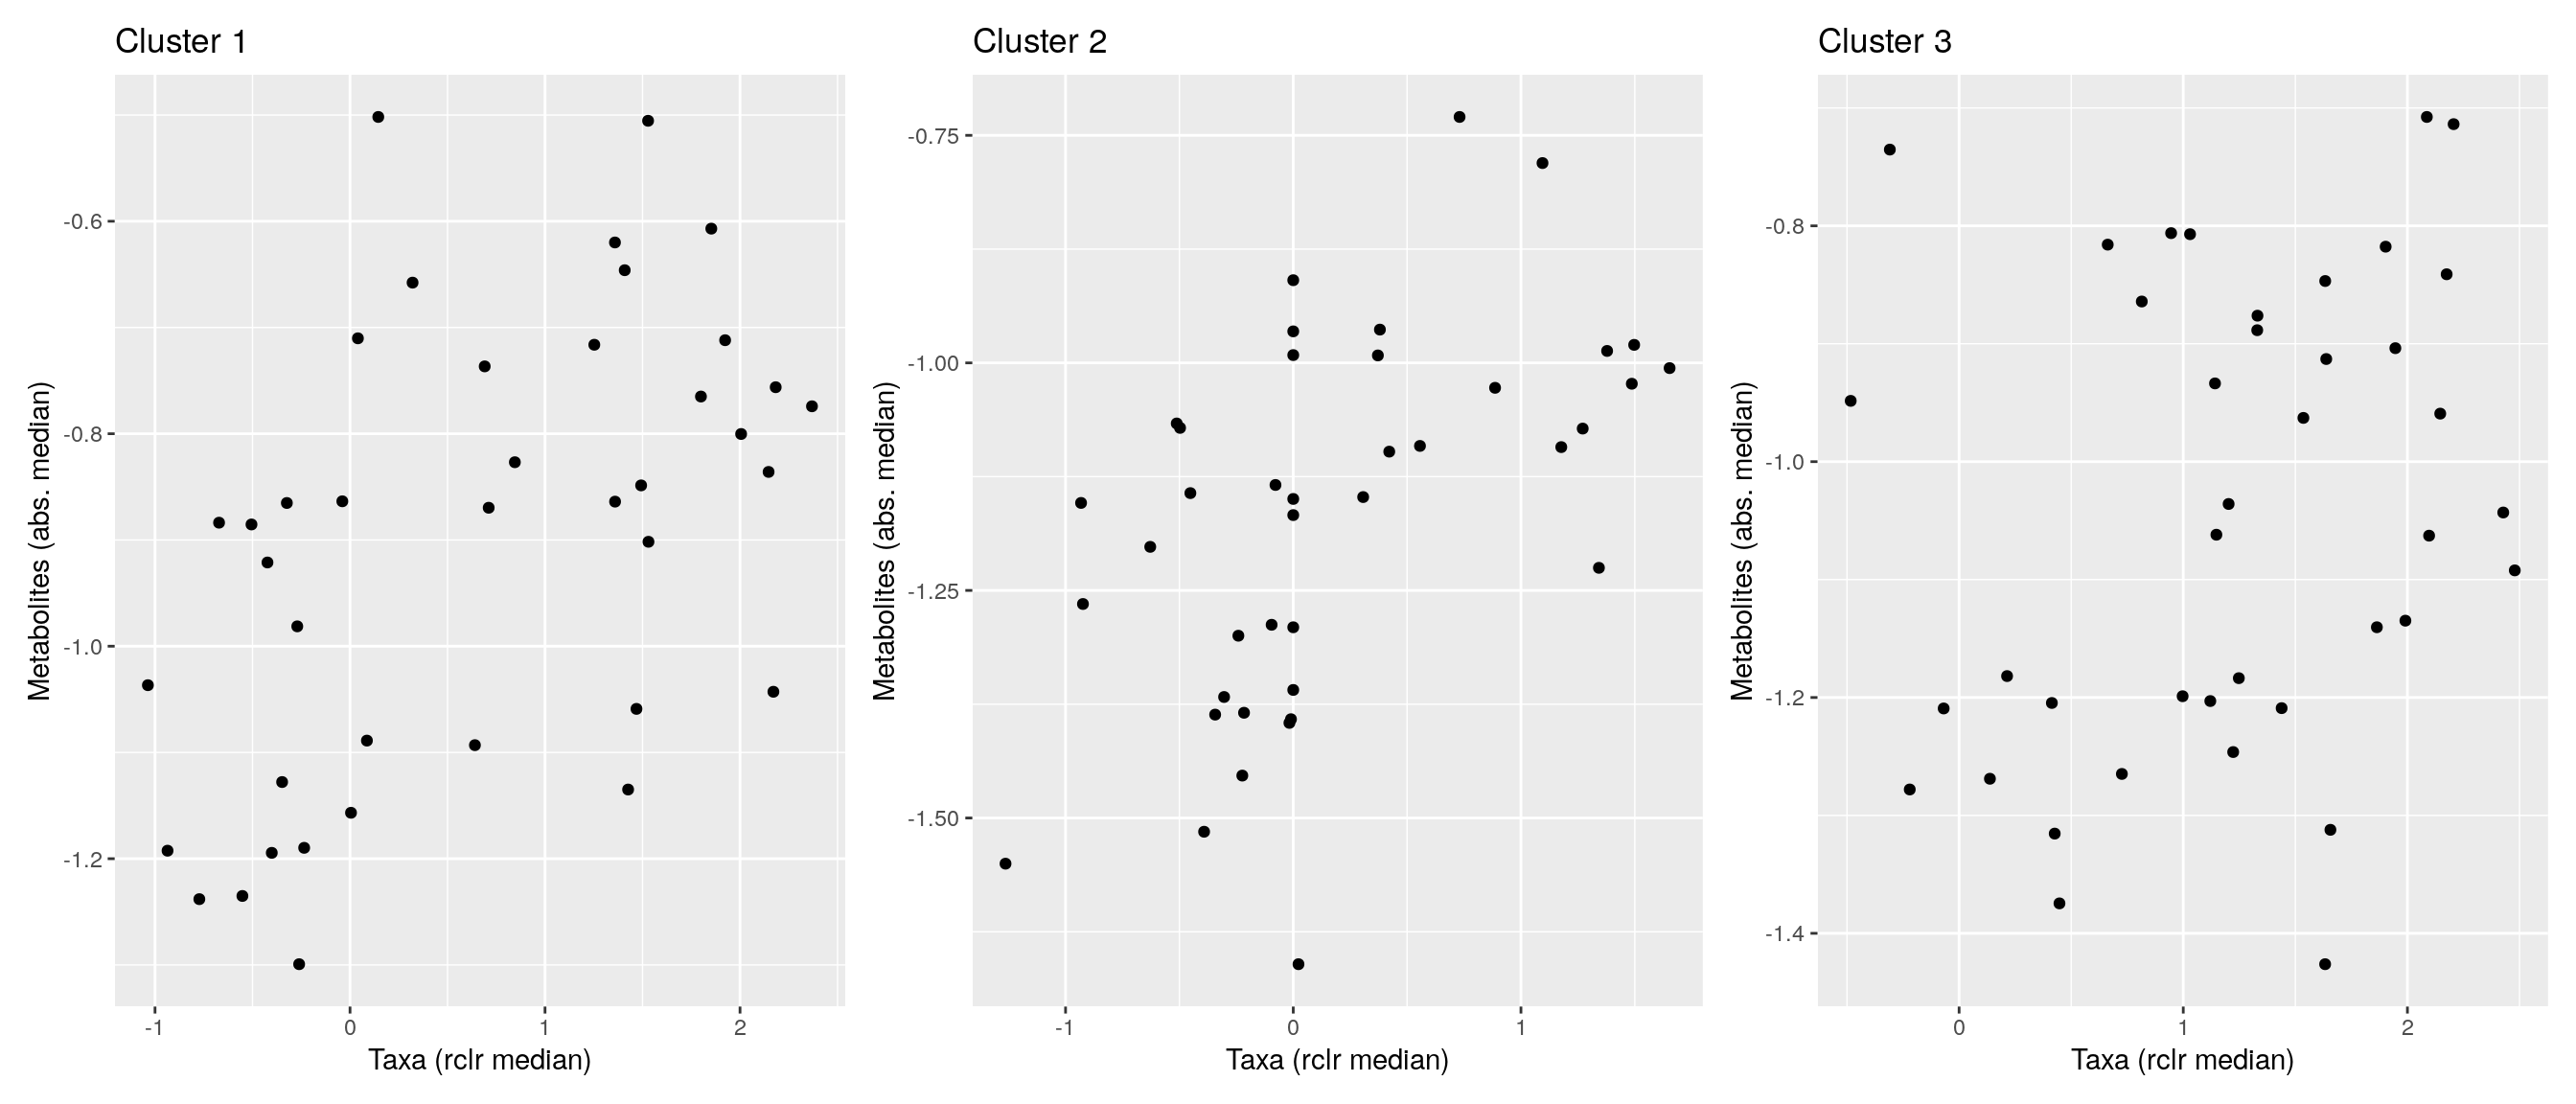 Cluster 1
Metabolites (abs. median)
-0.6
-0.8
-1.0
-1.2
-1 0 1 2
Taxa (rclr median)
Cluster 2
Metabolites (abs. median)
-0.75
-1.00
-1.25
-1.50
-1 0 1
Taxa (rclr median)
Cluster 3
Metabolites (abs. median)
-0.8
-1.0
-1.2
-1.4
0 1 2
Taxa (rclr median)